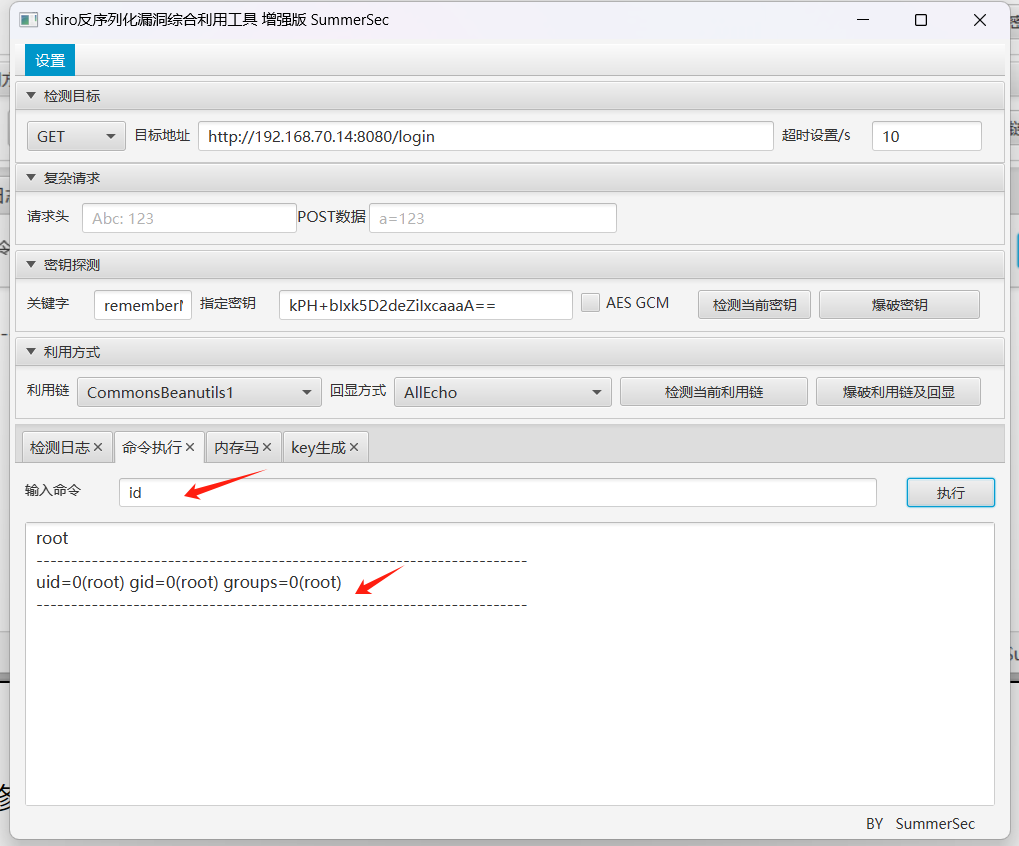 shiro反序列化漏洞综合利用工具 增强版 SummerSec
设置
检测目标
GET 目标地址 http://192.168.70.14:8080/login 超时设置/s 10
复杂请求
请求头 Abc: 123 POST数据 a=123
密钥探测
关键字 指定密钥 kPH+bIxk5D2deZiIxcaaaA== AES GCM 检测当前密钥 爆破密钥
利用方式
利用链 CommonsBeanutils1 回显方式 AllEcho 检测当前利用链 爆破利用链及回显
检测日志× 命令执行× 内存马× key生成×
输入命令 id 执行
root
----------------------------------------------------------------------
uid=0(root) gid=0(root) groups=0(root)
----------------------------------------------------------------------
BY SummerSec